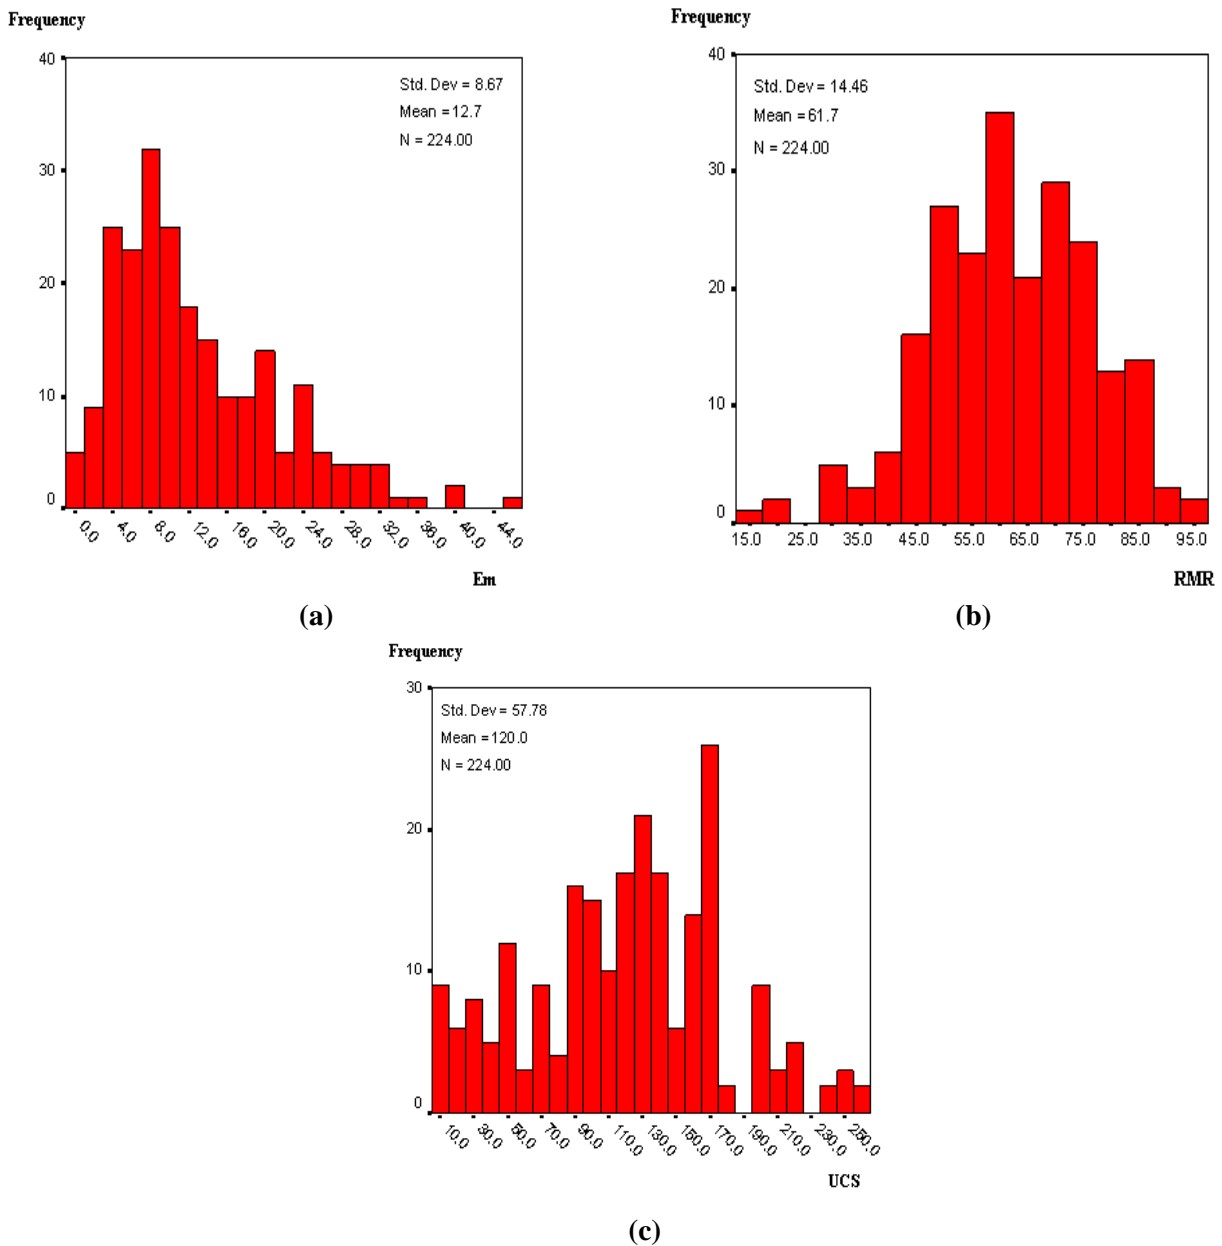 Frequency
40
30
20
10
0
Std. Dev = 8.67
Mean = 12.7
N = 224.00
0.0 4.0 8.0 12.0 16.0 20.0 24.0 28.0 32.0 36.0 40.0 44.0
Em
(a)
Frequency
40
30
20
10
0
Std. Dev = 14.46
Mean = 61.7
N = 224.00
15.0 25.0 35.0 45.0 55.0 65.0 75.0 85.0 95.0
RMR
(b)
Frequency
30
20
10
0
Std. Dev = 57.78
Mean = 120.0
N = 224.00
10.0 30.0 50.0 70.0 90.0 110.0 130.0 150.0 170.0 190.0 210.0 230.0 250.0
UCS
(c)